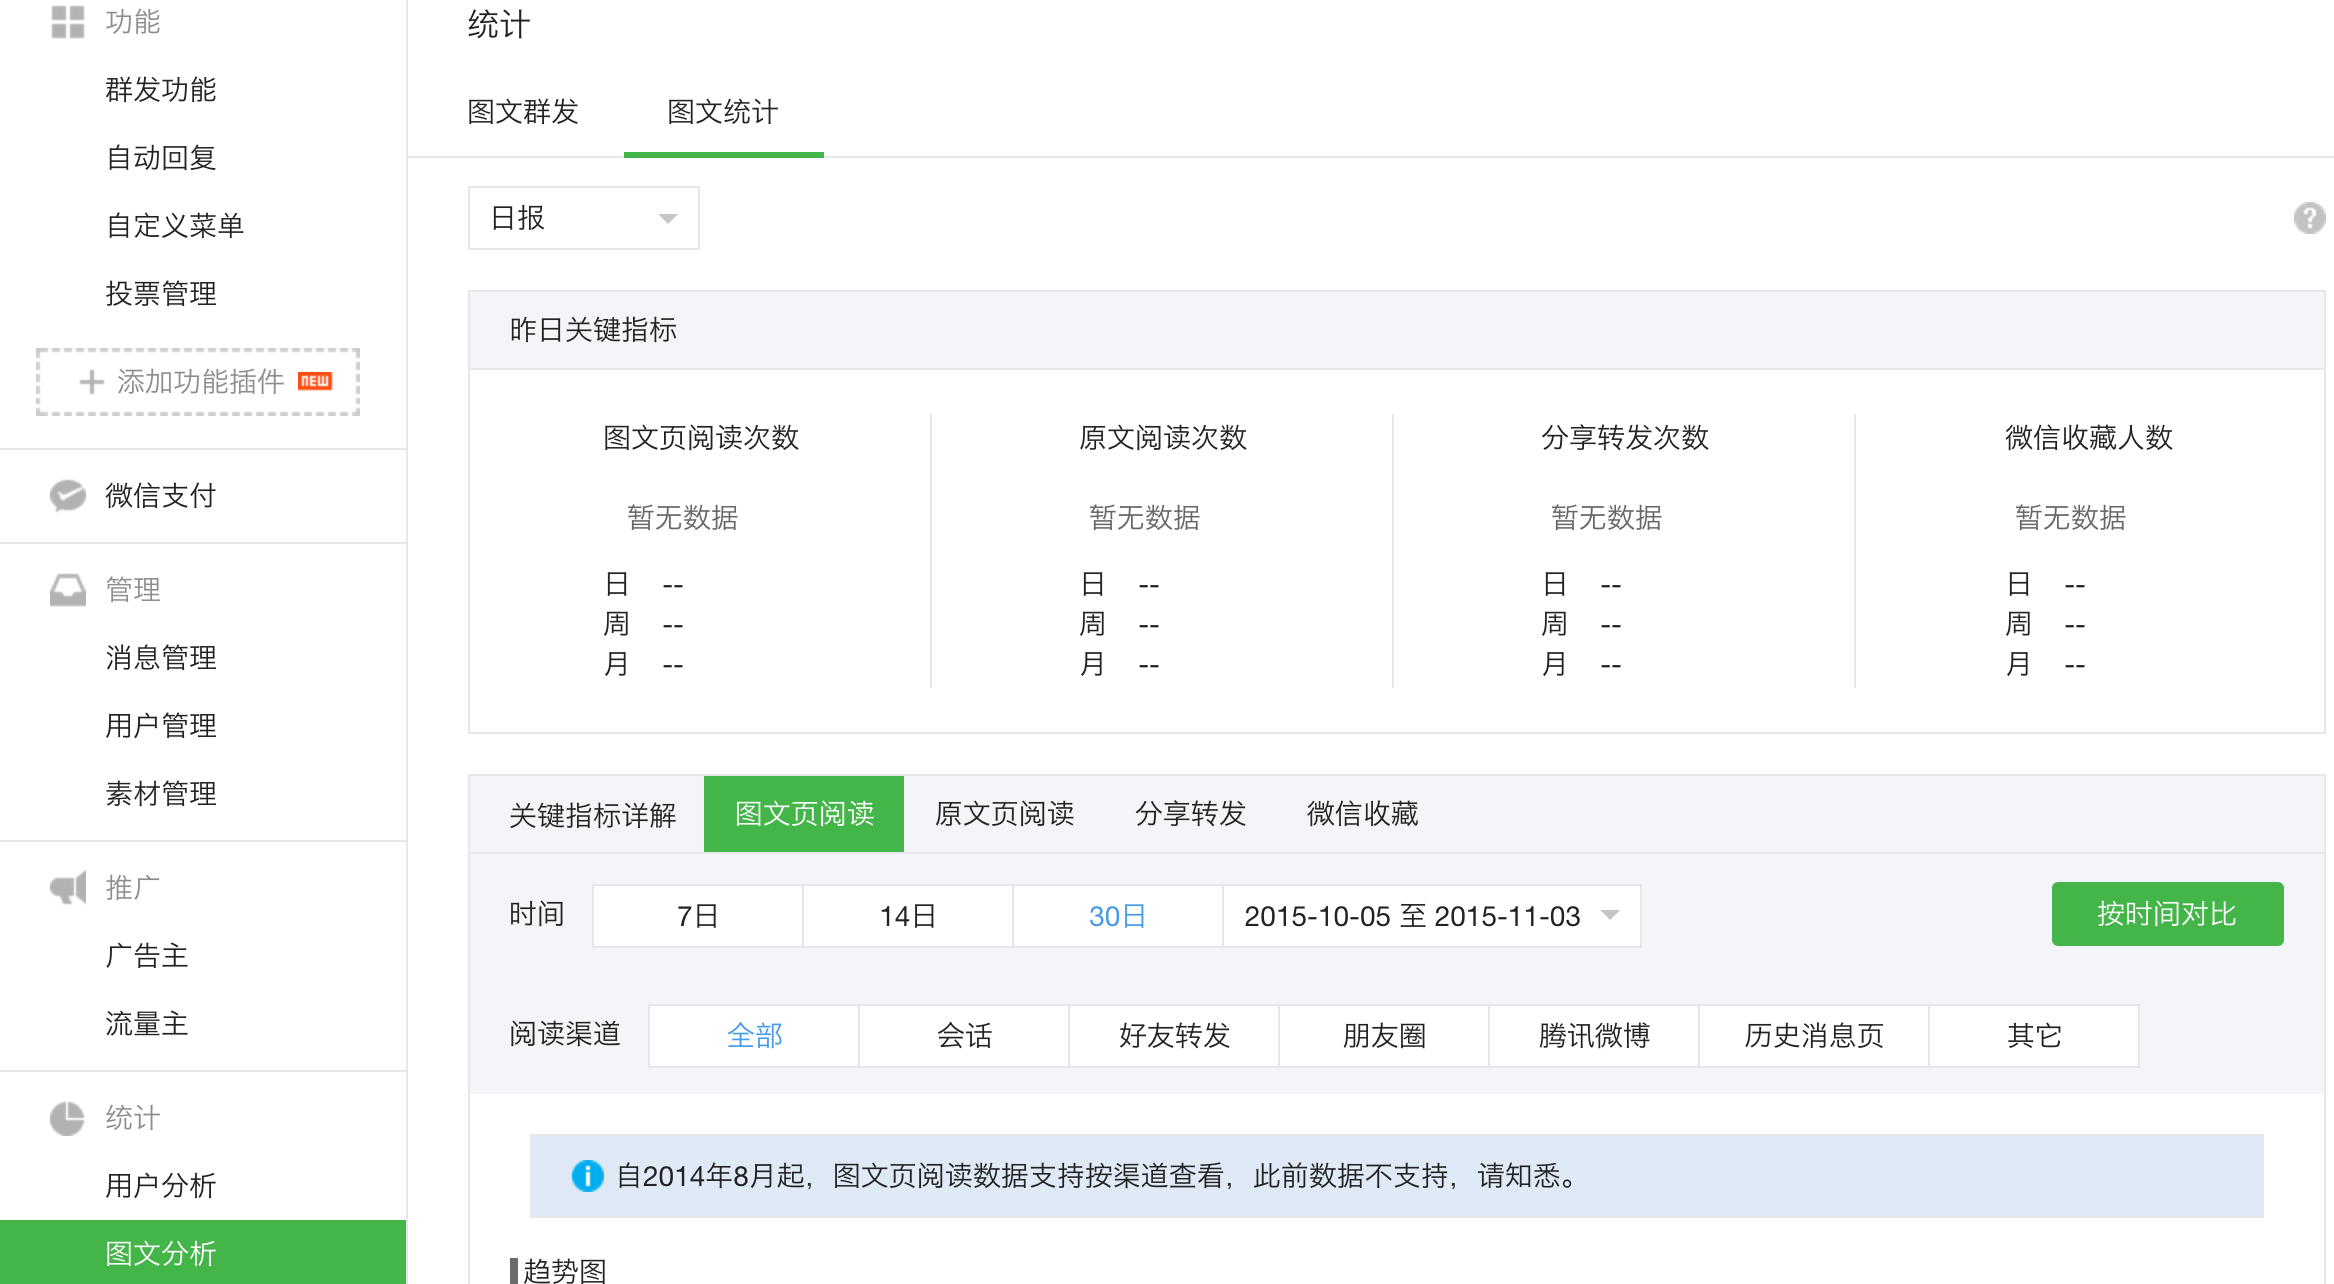 功能
群发功能
自动回复
自定义菜单
投票管理
添加功能插件 NEW
微信支付
管理
消息管理
用户管理
素材管理
推广
广告主
流量主
统计
用户分析
图文分析
统计
图文群发 图文统计
日报
?
昨日关键指标
图文页阅读次数 原文阅读次数 分享转发次数 微信收藏人数
暂无数据 暂无数据 暂无数据 暂无数据
日 -- 日 -- 日 -- 日 --
周 -- 周 -- 周 -- 周 --
月 -- 月 -- 月 -- 月 --
关键指标详解 图文页阅读 原文页阅读 分享转发 微信收藏
时间 7日 14日 30日 2015-10-05 至 2015-11-03 按时间对比
阅读渠道 全部 会话 好友转发 朋友圈 腾讯微博 历史消息页 其它
自2014年8月起，图文页阅读数据支持按渠道查看，此前数据不支持，请知悉。
趋势图